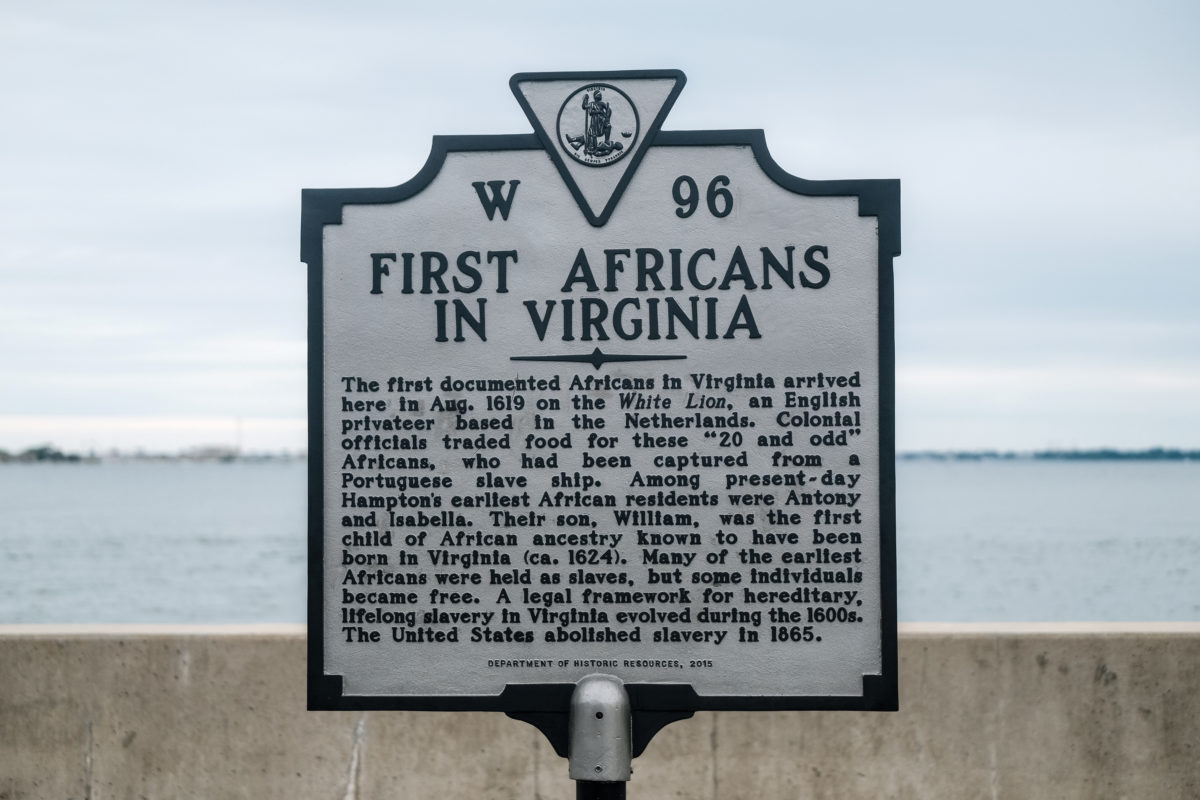 W 96
FIRST AFRICANS
IN VIRGINIA
The first documented Africans in Virginia arrived
here in Aug. 1619 on the White Lion, an English
privateer based in the Netherlands. Colonial
officials traded food for these “20 and odd”
Africans, who had been captured from a
Portuguese slave ship. Among present-day
Hampton's earliest African residents were Antony
and Isabella. Their son, William, was the first
child of African ancestry known to have been
born in Virginia (ca. 1624). Many of the earliest
Africans were held as slaves, but some individuals
became free. A legal framework for hereditary,
lifelong slavery in Virginia evolved during the 1600s.
The United States abolished slavery in 1865.
DEPARTMENT OF HISTORIC RESOURCES, 2015